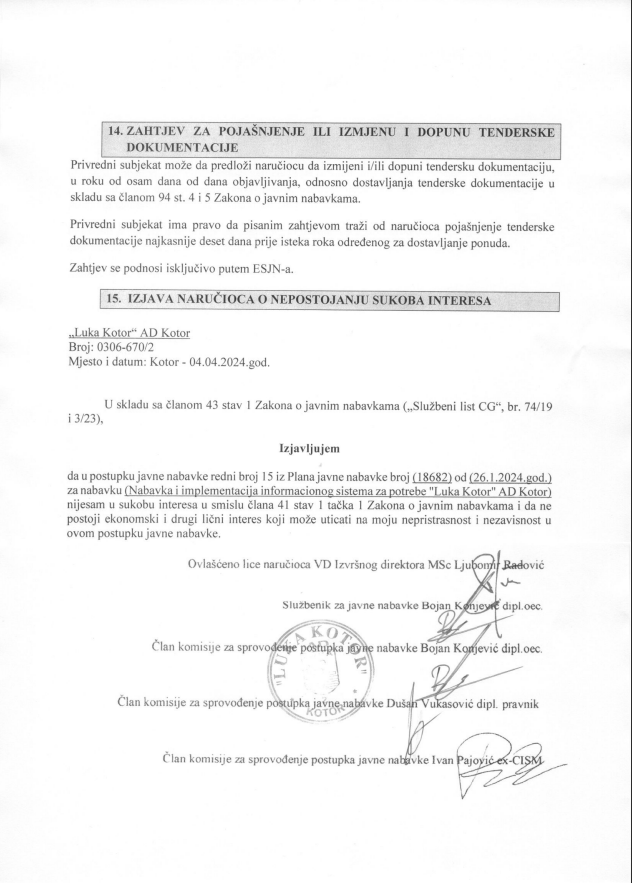 14. ZAHTJEV ZA POJAŠNJENJE ILI IZMJENU I DOPUNU TENDERSKE
DOKUMENTACIJE
Privredni subjekat može da predloži naručiocu da izmijeni i/ili dopuni tendersku dokumentaciju,
u roku od osam dana od dana objavljivanja, odnosno dostavljanja tenderske dokumentacije u
skladu sa članom 94 st. 4 i 5 Zakona o javnim nabavkama.
Privredni subjekat ima pravo da pisanim zahtjevom traži od naručioca pojašnjenje tenderske
dokumentacije najkasnije deset dana prije isteka roka određenog za dostavljanje ponuda.
Zahtjev se podnosi isključivo putem ESJN-a.
15. IZJAVA NARUČIOCA O NEPOSTOJANJU SUKOBA INTERESA
„Luka Kotor“ AD Kotor
Broj: 0306-670/2
Mjesto i datum: Kotor - 04.04.2024.god.
U skladu sa članom 43 stav 1 Zakona o javnim nabavkama („Službeni list CG“, br. 74/19
i 3/23),
Izjavljujem
da u postupku javne nabavke redni broj 15 iz Plana javne nabavke broj (18682) od (26.1.2024.god.)
za nabavku (Nabavka i implementacija informacionog sistema za potrebe "Luka Kotor" AD Kotor)
nijesam u sukobu interesa u smislu člana 41 stav 1 tačka 1 Zakona o javnim nabavkama i da ne
postoji ekonomski i drugi lični interes koji može uticati na moju nepristrasnost i nezavisnost u
ovom postupku javne nabavke.
Ovlašćeno lice naručioca VD Izvršnog direktora MSc Ljubomir Radović
Službenik za javne nabavke Bojan Konjević dipl.oec.
Član komisije za sprovođenje postupka javne nabavke Bojan Konjević dipl.oec.
"LUKA KOTOR"
KOTOR
Član komisije za sprovođenje postupka javne nabavke Dušan Vukasović dipl. pravnik
Član komisije za sprovođenje postupka javne nabavke Ivan Pajović ex-CISM